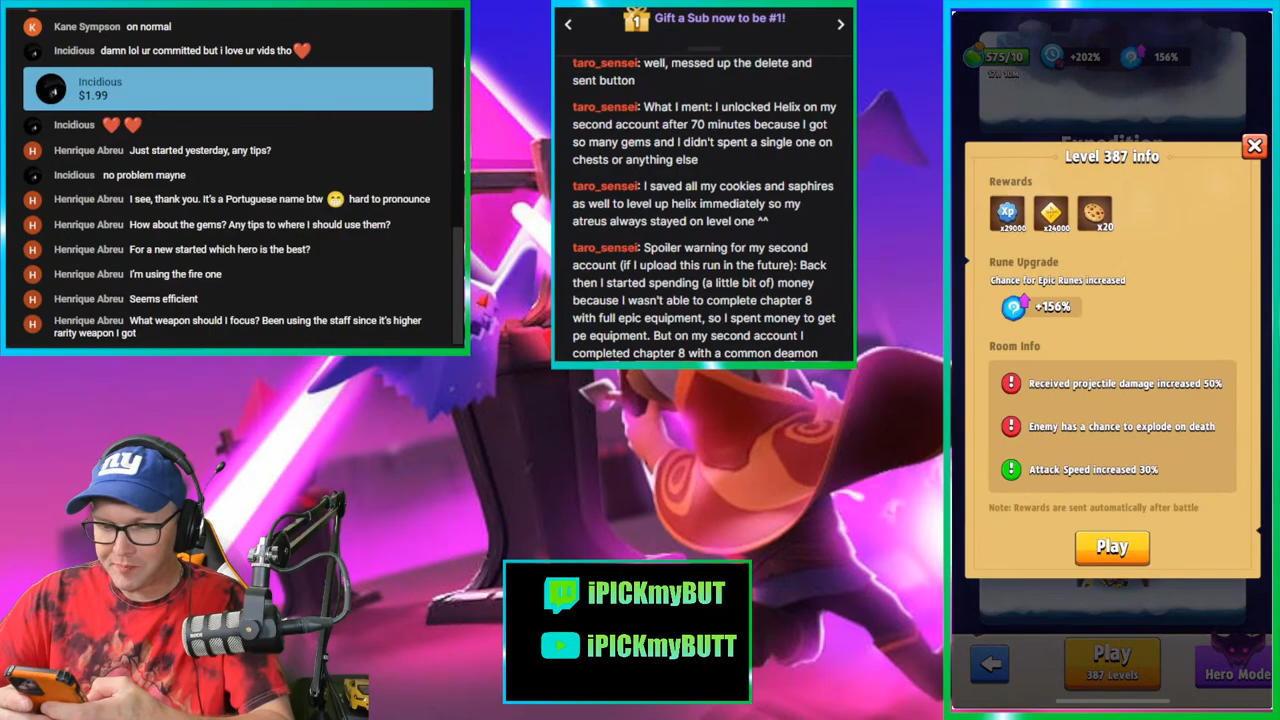 Kane Sympson on normal
Incidious damn lol ur committed but i love ur vids tho❤️
Incidious
$1.99
Incidious ❤️ ❤️
Henrique Abreu Just started yesterday, any tips?
Incidious no problem mayne
Henrique Abreu I see, thank you. It's a Portuguese name btw 😁 hard to pronounce
Henrique Abreu How about the gems? Any tips to where I should use them?
Henrique Abreu For a new started which hero is the best?
Henrique Abreu I'm using the fire one
Henrique Abreu Seems efficient
Henrique Abreu What weapon should I focus? Been using the staff since it's higher
rarity weapon I got
1 Gift a Sub now to be #1!
taro_sensei: well, messed up the delete and
sent button
taro_sensei: What I ment: I unlocked Helix on my
second account after 70 minutes because I got
so many gems and I didn't spent a single one on
chests or anything else
taro_sensei: I saved all my cookies and saphires
as well to level up helix immediately so my
atreus always stayed on level one ^^
taro_sensei: Spoiler warning for my second
account (if I upload this run in the future): Back
then I started spending (a little bit of) money
because I wasn't able to complete chapter 8
with full epic equipment, so I spent money to get
pe equipment. But on my second account I
completed chapter 8 with a common deamon
NY
RODE
iPICKmyBUT
iPICKmyBUTT
575/10
+202%
156%
Expedition
Level 387 info
Rewards
Xp
x29000
x24000
x20
Rune Upgrade
Chance for Epic Runes increased
+156%
Room Info
Received projectile damage increased 50%
Enemy has a chance to explode on death
Attack Speed increased 30%
Note: Rewards are sent automatically after battle
Play
Play
387 Levels
Hero Mode